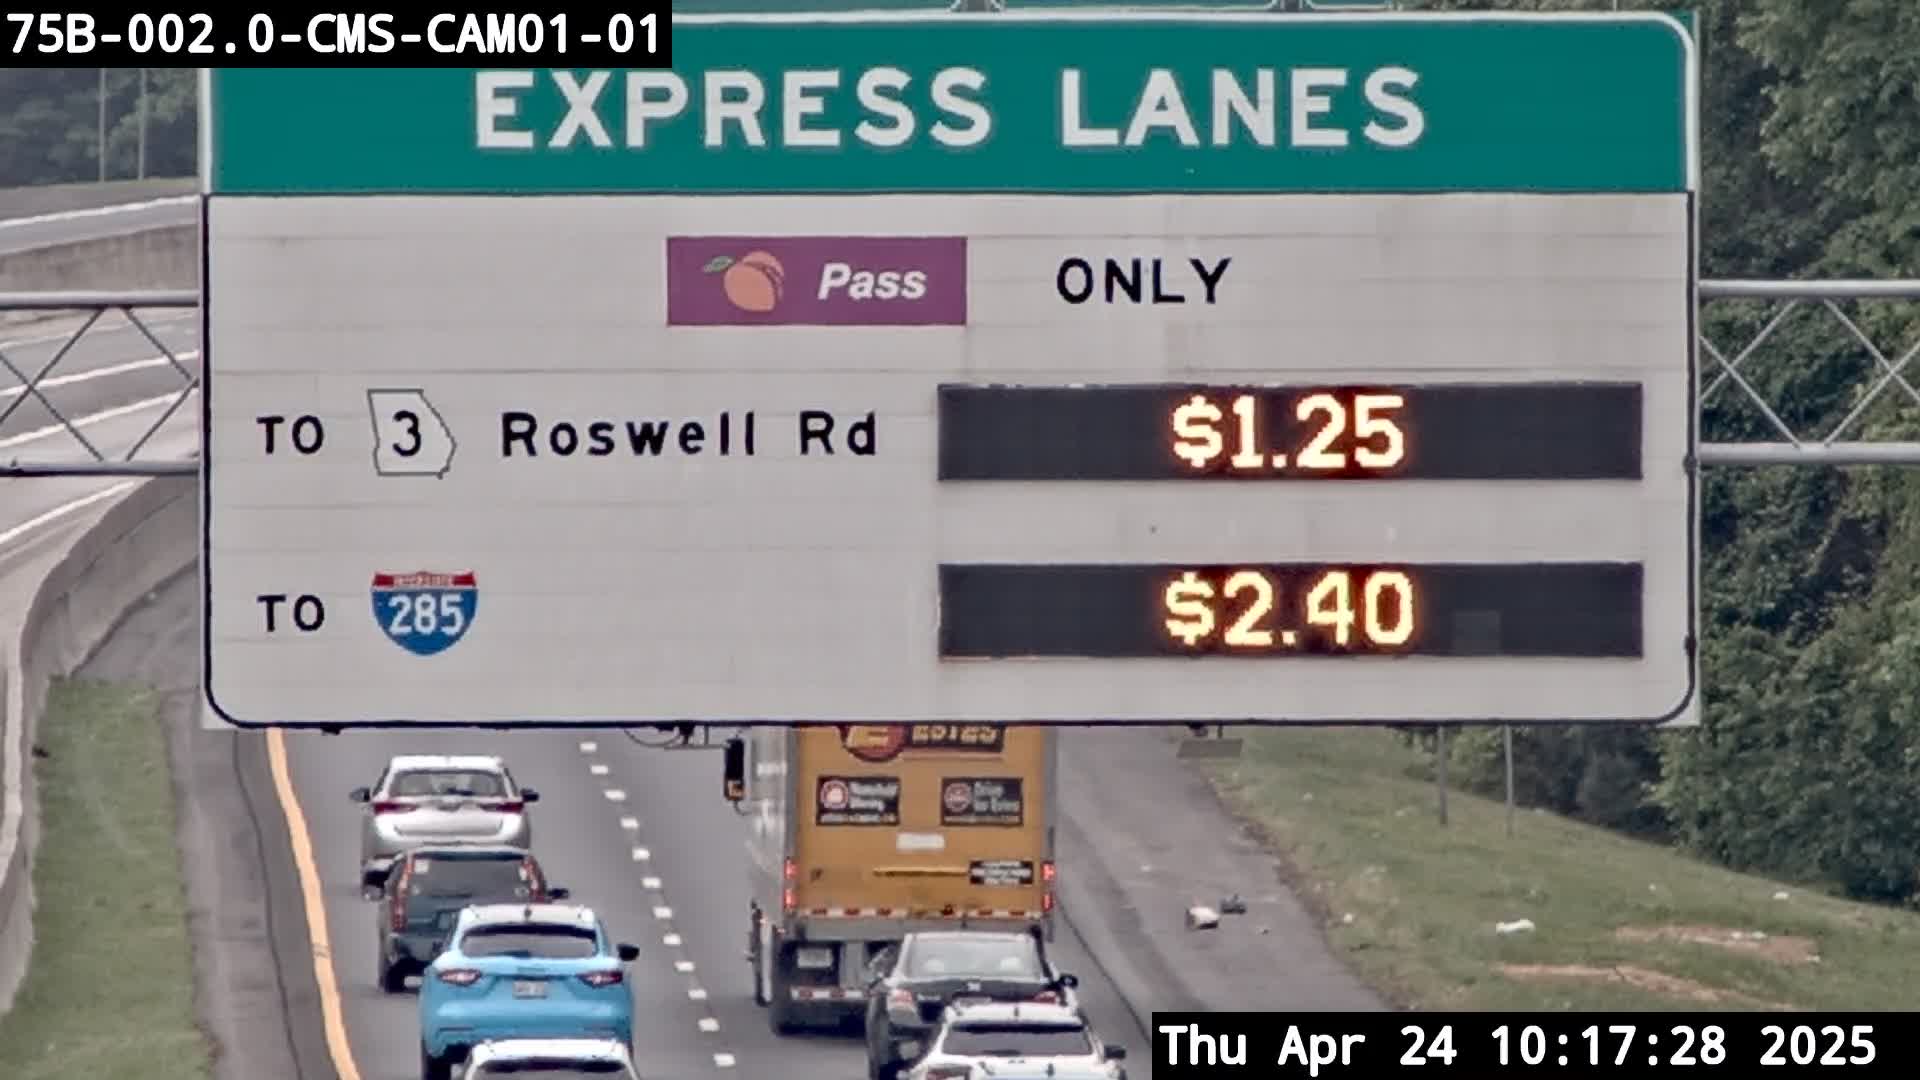 75B-002.0-CMS-CAM01-01
EXPRESS LANES
Pass ONLY
TO 3 Roswell Rd $1.25
TO INTERSTATE 285 $2.40
ESTES
Thu Apr 24 10:17:28 2025